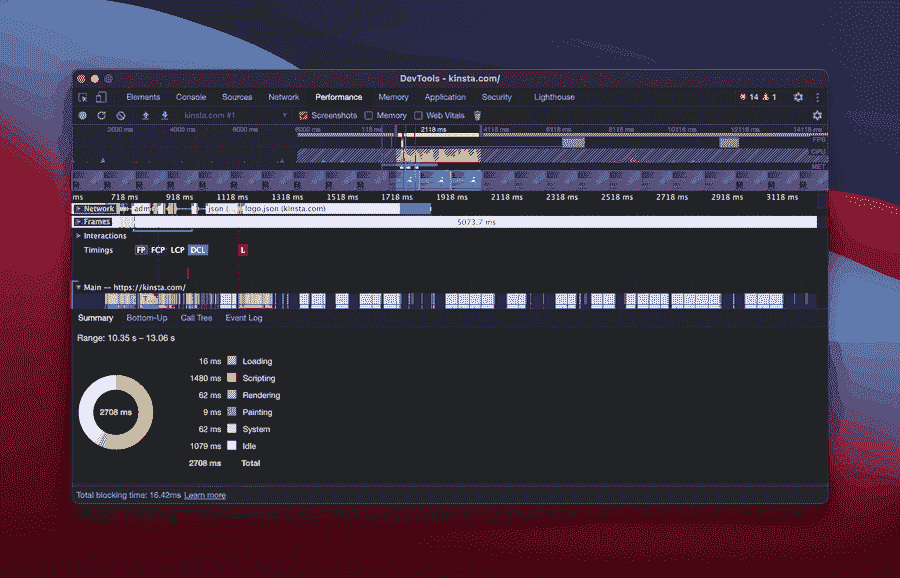 DevTools - kinsta.com/
Elements Console Sources Network Performance Memory Application Security Lighthouse 14 1
kinsta.com #1 Screenshots Memory Web Vitals
2000 ms 4000 ms 6000 ms 6000 ms 118 ms 2118 ms 4118 ms 6118 ms 8118 ms 10116 ms 12118 ms 14118 ms
FPS
CPU
NET
ms 718 ms 918 ms 1118 ms 1318 ms 1518 ms 1718 ms 1918 ms 2118 ms 2318 ms 2518 ms 2718 ms 2918 ms 3118 ms
Network adm json (... logo.json (kinsta.com)
Frames 5073.7 ms
Interactions
Timings FP FCP LCP DCL L
Main — https://kinsta.com/
Summary Bottom-Up Call Tree Event Log
Range: 10.35 s – 13.06 s
16 ms Loading
1480 ms Scripting
62 ms Rendering
2708 ms
9 ms Painting
62 ms System
1079 ms Idle
2708 ms Total
Total blocking time: 16.42ms Learn more